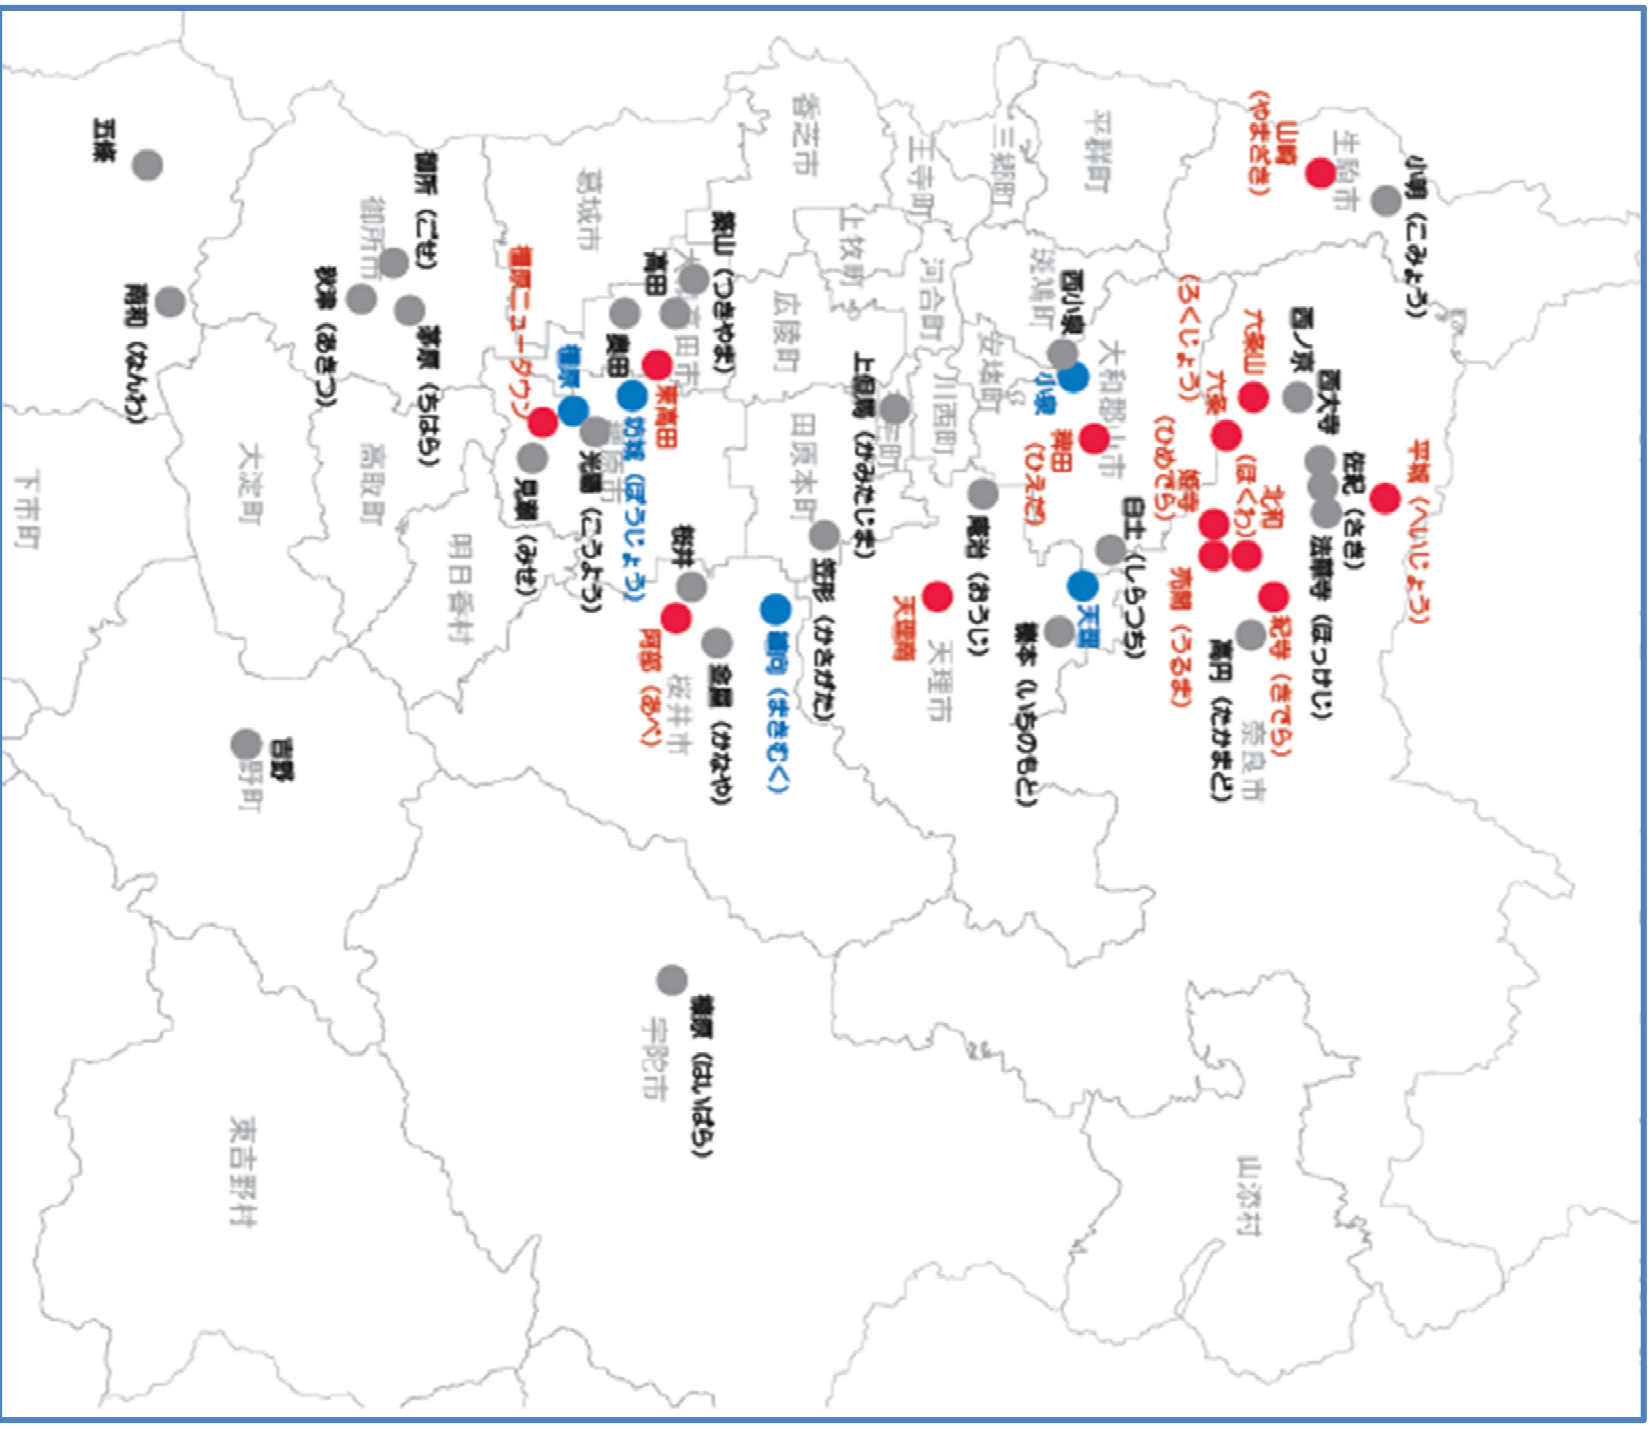 小明（こみょう）
平城（へいじょう）
生駒市
佐紀（さき）
西大寺
法華寺（ほっけじ）
西ノ京
山崎
（やまざき）
六条山
北和
（ほくわ）
紀寺（きでら）
奈良市
山添村
六条
（ろくじょう）
高円（たかまど）
姫寺
（ひめでら）
売間（うるま）
白土（しらつち）
平群町
大和郡山市
天理
西小泉
稗田
（ひえだ）
小泉
斑鳩町
櫟本（いちのもと）
三郷町
安堵町
庵治（おうじ）
王寺町
河合町
川西町
天理市
天理南
三宅町
上但馬（かみたじま）
上牧町
笠形（かさがた）
香芝市
広陵町
田原本町
纒向（まきむく）
築山（つきやま）
金屋（かなや）
榛原（はいばら）
大和高田市
桜井
桜井市
高田
東高田
阿部（あべ）
宇陀市
坊城（ぼうじょう）
奥田
橿原市
葛城市
光陽（こうよう）
橿原
橿原ニュータウン
見瀬（みせ）
明日香村
御所（ごせ）
茅原（ちはら）
御所市
高取町
秋津（あきつ）
吉野
吉野町
大淀町
東吉野村
南和（なんわ）
五條
下市町